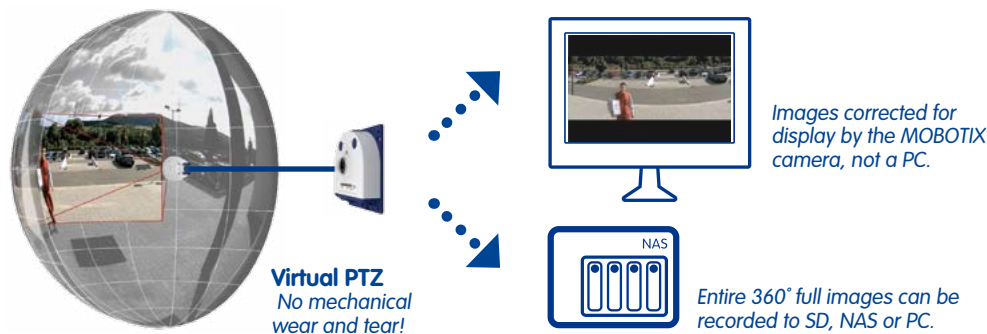 Virtual PTZ
No mechanical
wear and tear!
Images corrected for
display by the MOBOTIX
camera, not a PC.
NAS
Entire 360° full images can be
recorded to SD, NAS or PC.